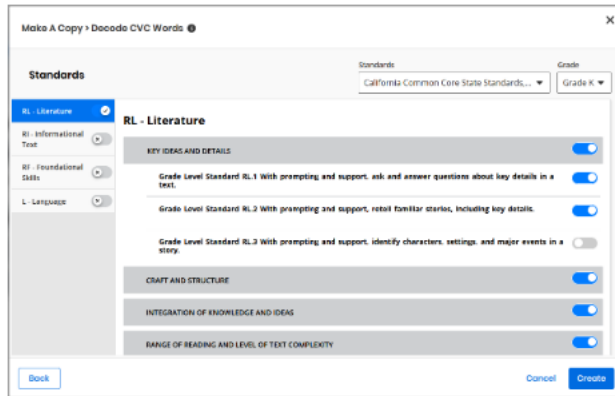 Make A Copy > Decode CVC Words
Standards
Standards
California Common Core State Standards,...
Grade
Grade K
RL - Literature
RI - Informational
Text
RF - Foundational
Skills
L - Language
RL - Literature
KEY IDEAS AND DETAILS
Grade Level Standard RL.1 With prompting and support, ask and answer questions about key details in a
text.
Grade Level Standard RL.2 With prompting and support, retell familiar stories, including key details.
Grade Level Standard RL.3 With prompting and support, identify characters, settings, and major events in a
story.
CRAFT AND STRUCTURE
INTEGRATION OF KNOWLEDGE AND IDEAS
RANGE OF READING AND LEVEL OF TEXT COMPLEXITY
Back
Cancel
Create